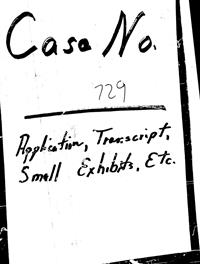 Case No.
729
Application, Transcript,
Small Exhibits, Etc.